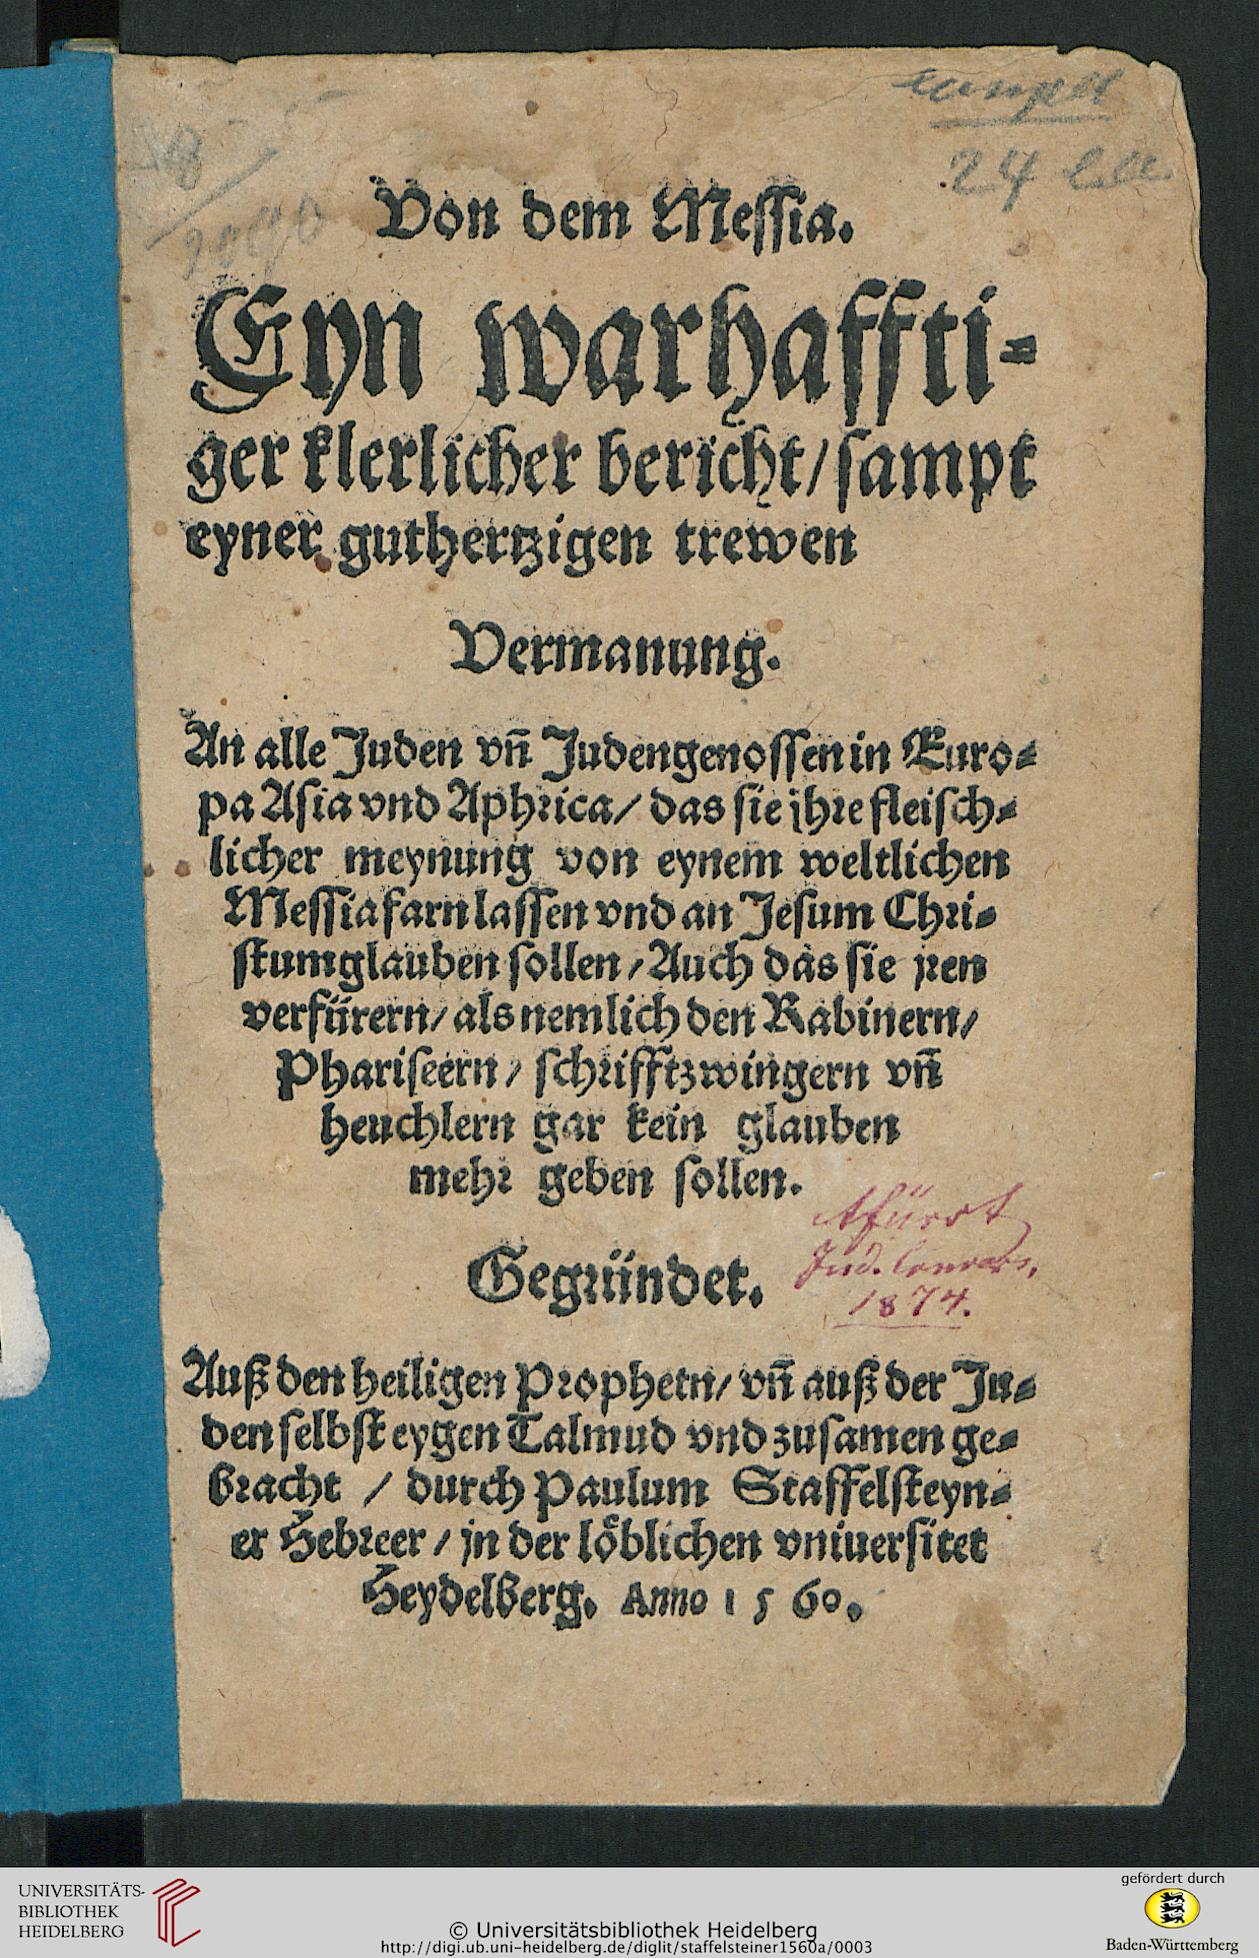 24
Von dem Messia.
Eyn warhaffti-
ger klerlicher bericht/ sampt
eyner guthertzigen trewen
Vermanung.
An alle Juden vñ Judengenossen in Euro-
pa Asia vnd Aphrica/ das sie jhre fleisch-
licher meynung von eynem weltlichen
Messia farn lassen vnd an Jesum Chri-
stum glauben sollen/ Auch das sie jren
verfürern/ als nemlich den Rabinern/
Phariseern/ schrifftzwingern vñ
heuchlern gar kein glauben
mehr geben sollen.
Jud.
1874.
Gegründet.
Auß den heiligen Prophetn/ vñ auß der Ju-
den selbst eygen Talmud vnd zusamen ge-
bracht / durch Paulum Staffelsteyn-
er Hebreer/ jn der löblichen vniuersitet
Heydelberg. Anno 1560.
UNIVERSITÄTS-
BIBLIOTHEK
HEIDELBERG
© Universitätsbibliothek Heidelberg
http://digi.ub.uni-heidelberg.de/diglit/staffelsteiner1560a/0003
gefördert durch
Baden-Württemberg